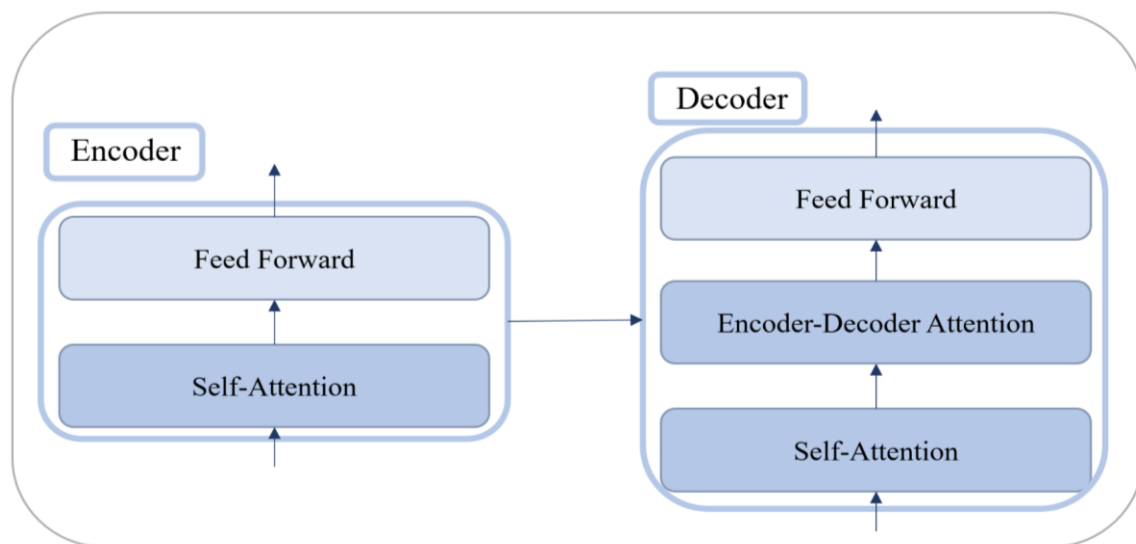 Encoder
Feed Forward
Self-Attention
Decoder
Feed Forward
Encoder-Decoder Attention
Self-Attention